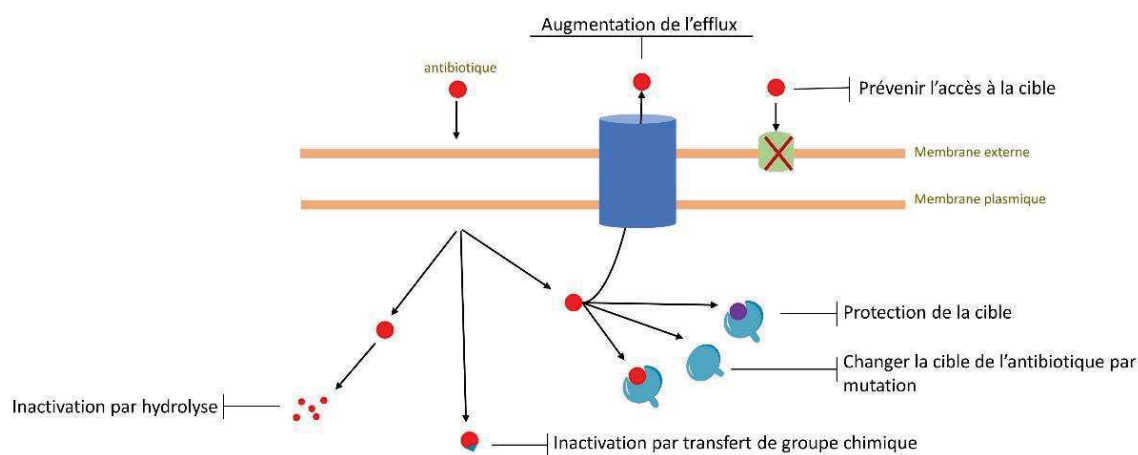 Augmentation de l’efflux
antibiotique
Prévenir l’accès à la cible
Membrane externe
Membrane plasmique
Protection de la cible
Changer la cible de l’antibiotique par
mutation
Inactivation par hydrolyse
Inactivation par transfert de groupe chimique